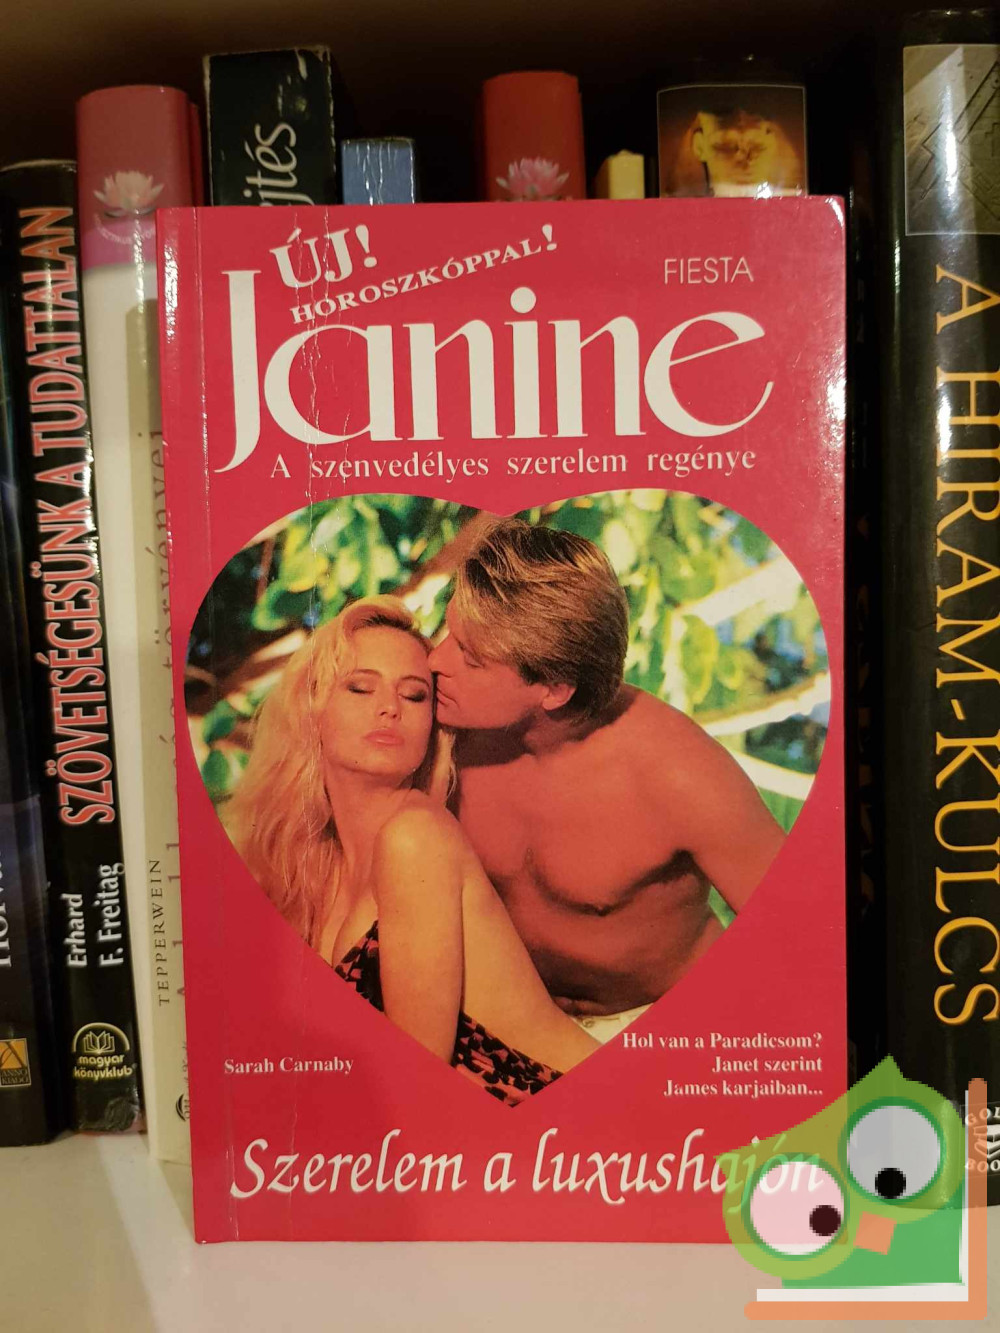 ÚJ!
HOROSZKÓPPAL!
FIESTA
Janine
A szenvedélyes szerelem regénye
Hol van a Paradicsom?
Janet szerint
James karjaiban...
Sarah Carnaby
Szerelem a luxushajón
SZÖVETSÉGESÜNK A TUDATTALAN
Erhard
F. Freitag
magyar
könyvklub
TEPPERWEIN
A HIRAM-KULCS